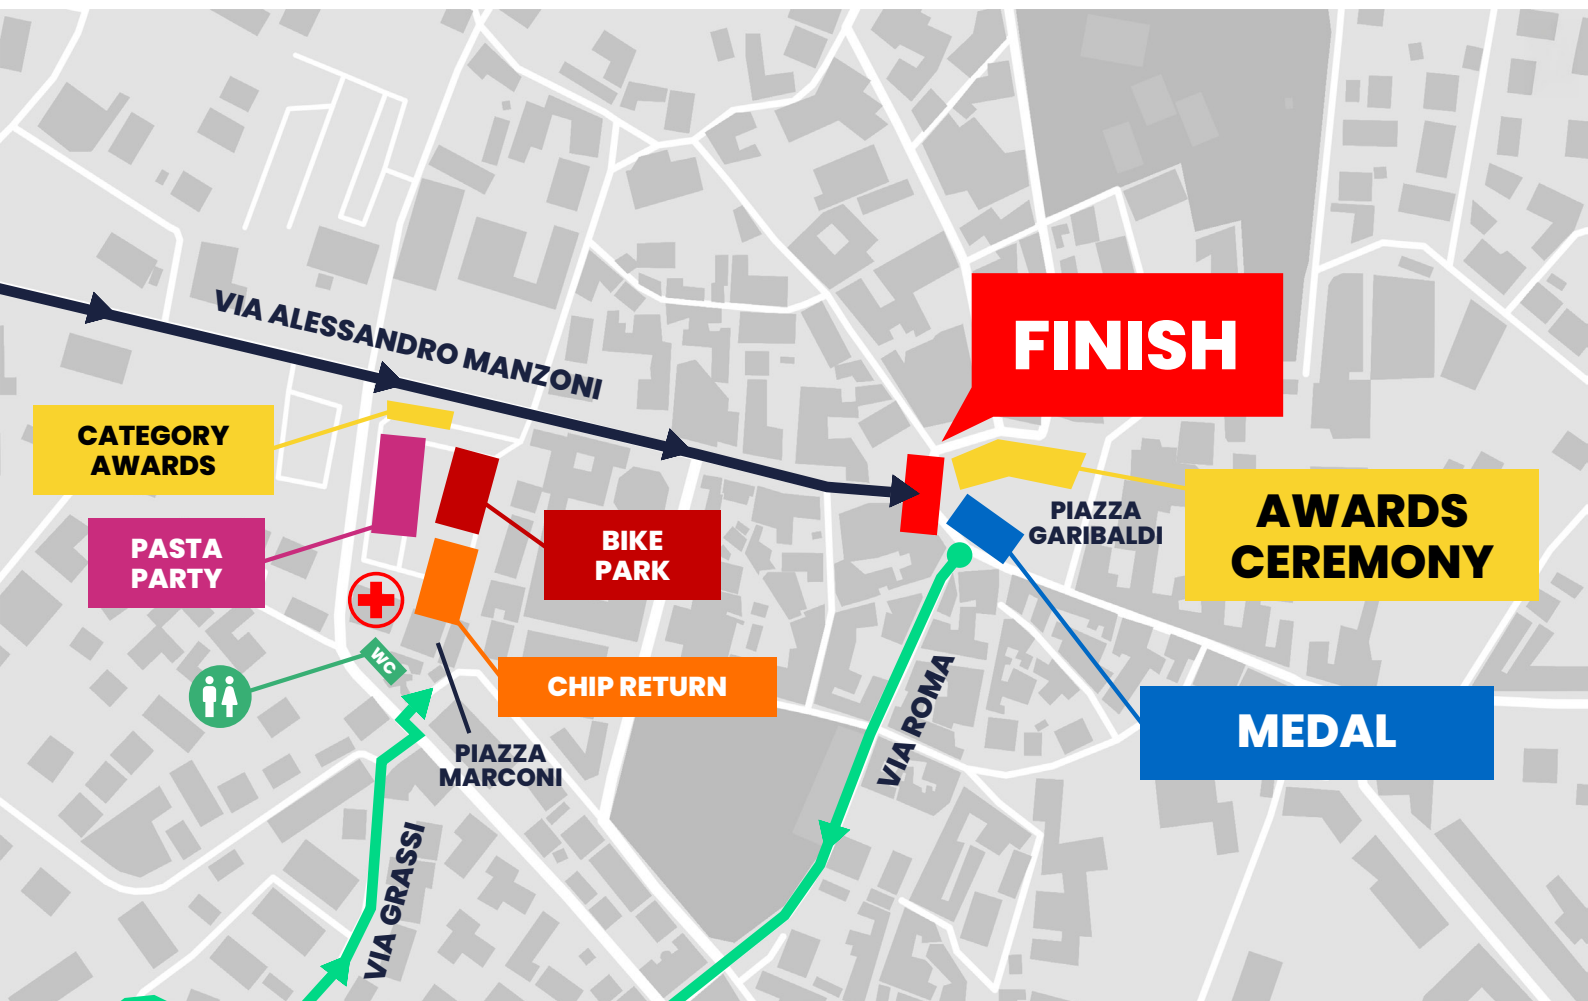 VIA ALESSANDRO MANZONI
FINISH
CATEGORY
AWARDS
PASTA
PARTY
BIKE
PARK
PIAZZA
GARIBALDI
AWARDS
CEREMONY
WC
CHIP RETURN
VIA ROMA
MEDAL
PIAZZA
MARCONI
VIA GRASSI